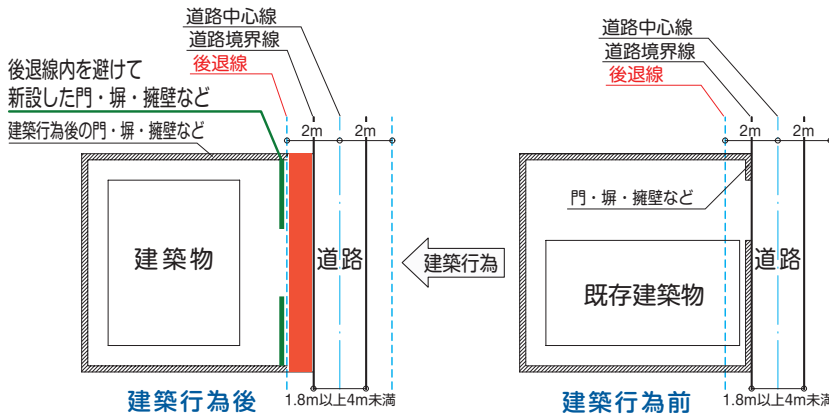 道路中心線
道路境界線
後退線
後退線内を避けて
新設した門・塀・擁壁など
建築行為後の門・塀・擁壁など
2m
2m
建築物
道路
建築行為後
1.8m以上4m未満
建築行為
道路中心線
道路境界線
後退線
2m
2m
門・塀・擁壁など
既存建築物
道路
建築行為前
1.8m以上4m未満